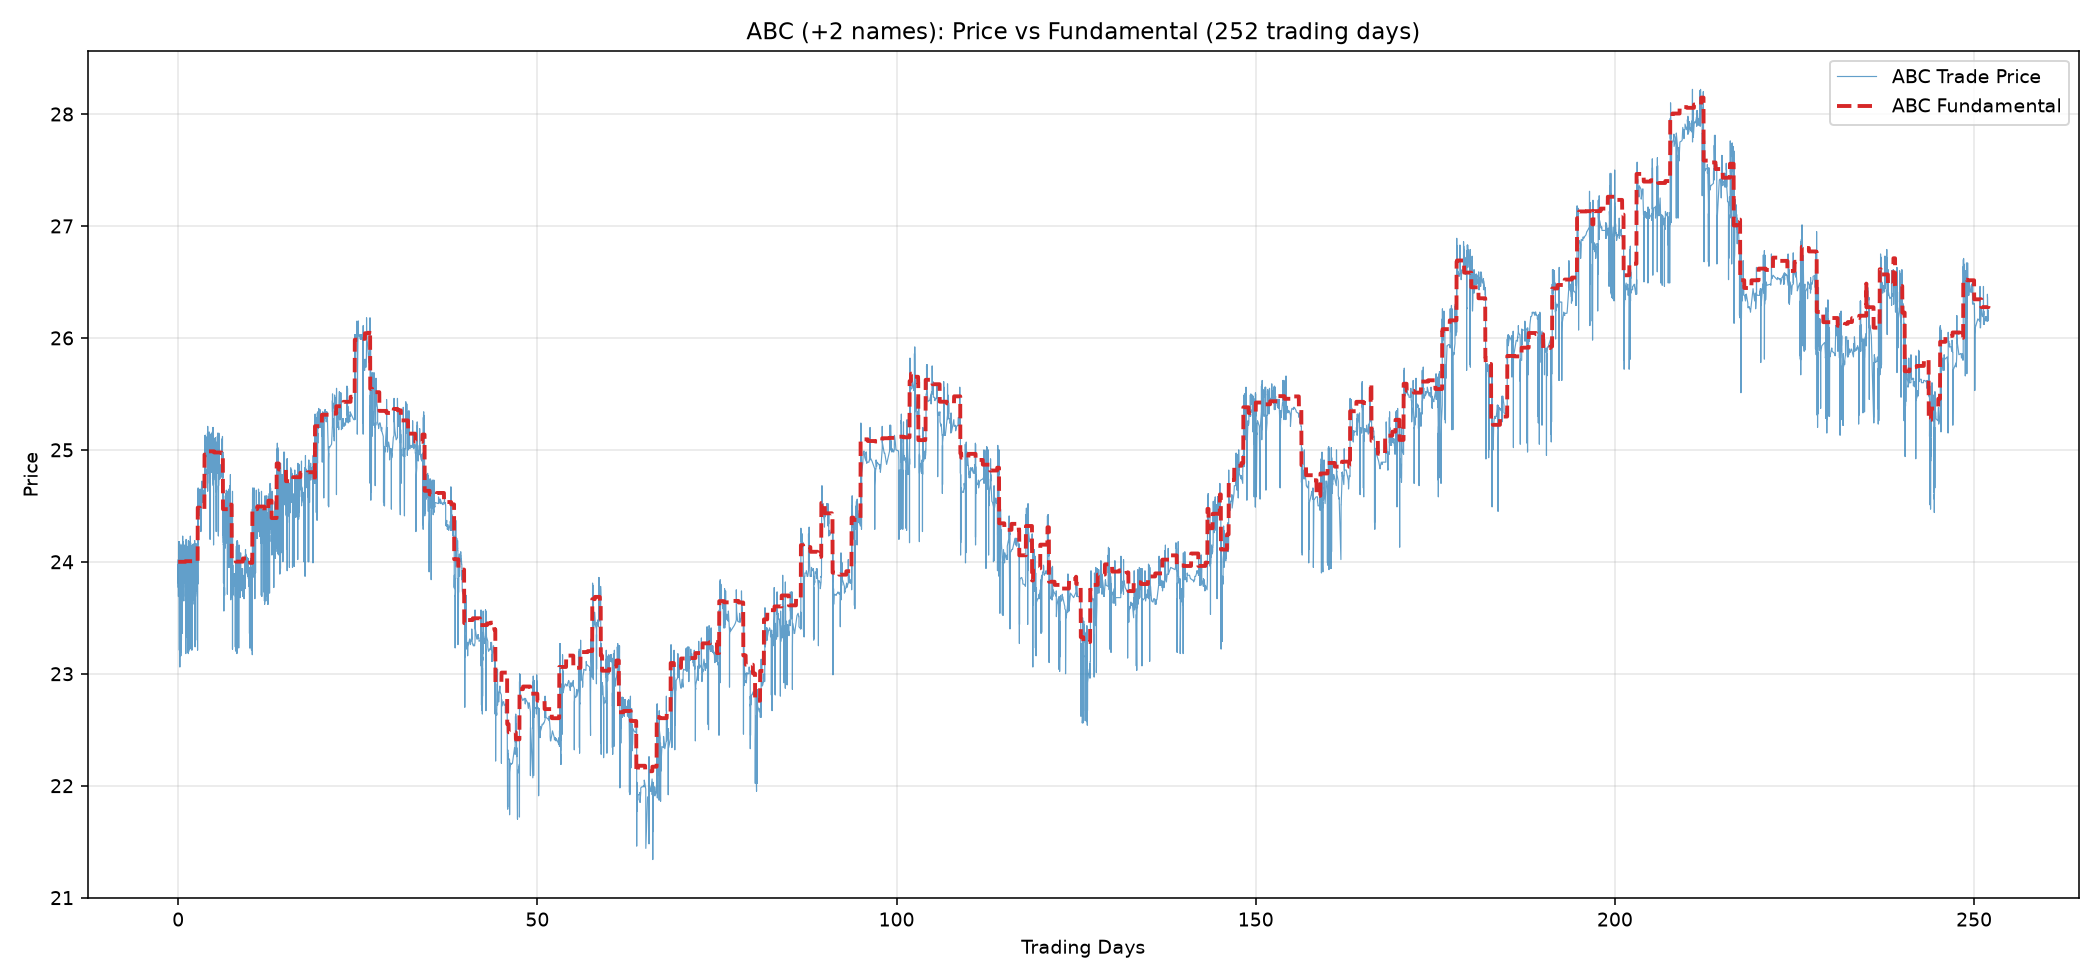 ABC (+2 names): Price vs Fundamental (252 trading days)
ABC Trade Price
ABC Fundamental
Price
28
27
26
25
24
23
22
21
0 50 100 150 200 250
Trading Days